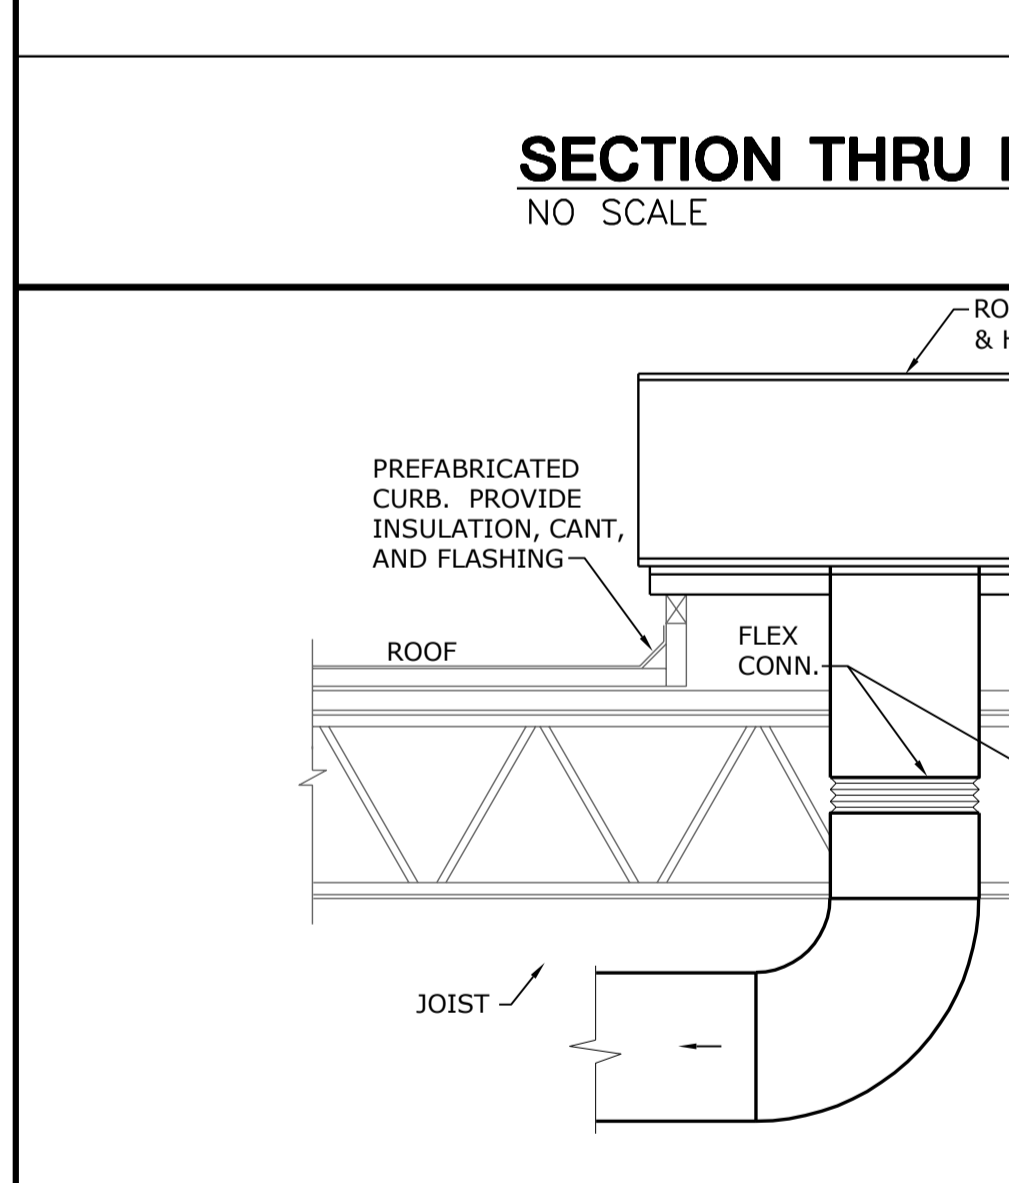 SECTION THRU
NO SCALE
& 
PREFABRICATED
CURB. PROVIDE
INSULATION, CANT,
AND FLASHING
ROOF
FLEX
CONN.
JOIST